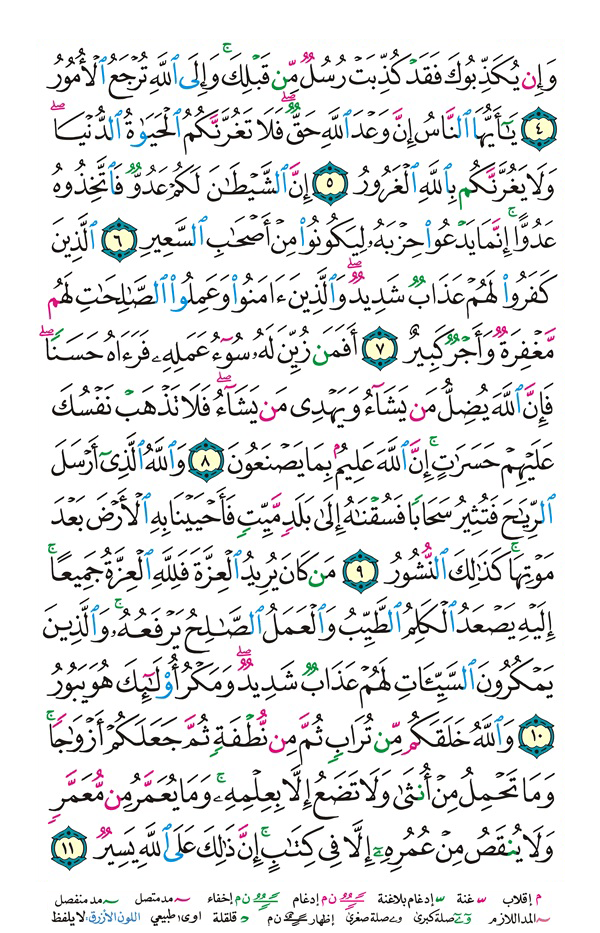 وَإِن يُكَذِّبُوكَ فَقَدْ كُذِّبَتْ رُسُلٌ مِّن قَبْلِكَ ۚ وَإِلَى ٱللَّهِ تُرْجَعُ ٱلْأُمُورُ
٤ يَٰٓأَيُّهَا ٱلنَّاسُ إِنَّ وَعْدَ ٱللَّهِ حَقٌّ ۖ فَلَا تَغُرَّنَّكُمُ ٱلْحَيَوٰةُ ٱلدُّنْيَا ۖ
وَلَا يَغُرَّنَّكُم بِٱللَّهِ ٱلْغَرُورُ ٥ إِنَّ ٱلشَّيْطَٰنَ لَكُمْ عَدُوٌّ فَٱتَّخِذُوهُ
عَدُوًّا ۚ إِنَّمَا يَدْعُوا۟ حِزْبَهُۥ لِيَكُونُوا۟ مِنْ أَصْحَٰبِ ٱلسَّعِيرِ ٦ ٱلَّذِينَ
كَفَرُوا۟ لَهُمْ عَذَابٌ شَدِيدٌ ۖ وَٱلَّذِينَ ءَامَنُوا۟ وَعَمِلُوا۟ ٱلصَّٰلِحَٰتِ لَهُم
مَّغْفِرَةٌ وَأَجْرٌ كَبِيرٌ ٧ أَفَمَن زُيِّنَ لَهُۥ سُوٓءُ عَمَلِهِۦ فَرَءَاهُ حَسَنًا ۖ
فَإِنَّ ٱللَّهَ يُضِلُّ مَن يَشَآءُ وَيَهْدِى مَن يَشَآءُ ۖ فَلَا تَذْهَبْ نَفْسُكَ
عَلَيْهِمْ حَسَرَٰتٍ ۚ إِنَّ ٱللَّهَ عَلِيمٌۢ بِمَا يَصْنَعُونَ ٨ وَٱللَّهُ ٱلَّذِىٓ أَرْسَلَ
ٱلرِّيَٰحَ فَتُثِيرُ سَحَابًا فَسُقْنَٰهُ إِلَىٰ بَلَدٍ مَّيِّتٍ فَأَحْيَيْنَا بِهِ ٱلْأَرْضَ بَعْدَ
مَوْتِهَا ۚ كَذَٰلِكَ ٱلنُّشُورُ ٩ مَن كَانَ يُرِيدُ ٱلْعِزَّةَ فَلِلَّهِ ٱلْعِزَّةُ جَمِيعًا ۚ
إِلَيْهِ يَصْعَدُ ٱلْكَلِمُ ٱلطَّيِّبُ وَٱلْعَمَلُ ٱلصَّٰلِحُ يَرْفَعُهُۥ ۚ وَٱلَّذِينَ
يَمْكُرُونَ ٱلسَّيِّـَٔاتِ لَهُمْ عَذَابٌ شَدِيدٌ ۖ وَمَكْرُ أُو۟لَٰٓئِكَ هُوَ يَبُورُ
١٠ وَٱللَّهُ خَلَقَكُم مِّن تُرَابٍ ثُمَّ مِن نُّطْفَةٍ ثُمَّ جَعَلَكُمْ أَزْوَٰجًا ۚ
وَمَا تَحْمِلُ مِنْ أُنثَىٰ وَلَا تَضَعُ إِلَّا بِعِلْمِهِۦ ۚ وَمَا يُعَمَّرُ مِن مُّعَمَّرٍ
وَلَا يُنقَصُ مِنْ عُمُرِهِۦٓ إِلَّا فِى كِتَٰبٍ ۚ إِنَّ ذَٰلِكَ عَلَى ٱللَّهِ يَسِيرٌ ١١
م إقلاب غنة إدغام بلاغنة ن م إدغام ن م إخفاء مد متصل مد منفصل
المد اللازم صلة كبرى صلة صغرى إظهار ن م قلقلة اوى: طبيعي اللون الأزرق: لا يلفظ